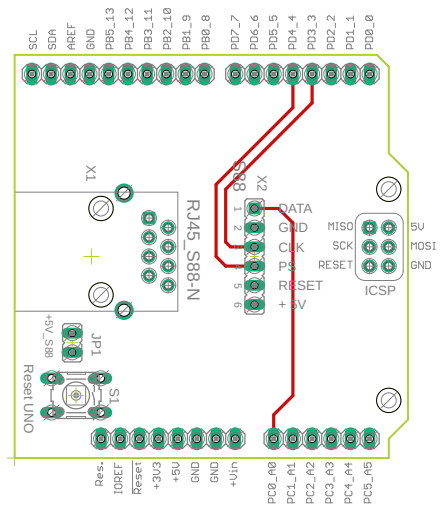 SCL
SDA
AREF
GND
PB5_13
PB4_12
PB3_11
PB2_10
PB1_9
PB0_8
PD7_7
PD6_6
PD5_5
PD4_4
PD3_3
PD2_2
PD1_1
PD0_0
X1
RJ45_S88-N
S88
X2
1
2
3
4
5
6
DATA
GND
CLK
PS
RESET
+ 5V
MISO
SCK
RESET
5V
MOSI
GND
ICSP
+5V_S88
JP1
Reset UNO
S1
Res.
IOREF
Reset
+3V3
+5V
GND
GND
+Vin
PC0_A0
PC1_A1
PC2_A2
PC3_A3
PC4_A4
PC5_A5